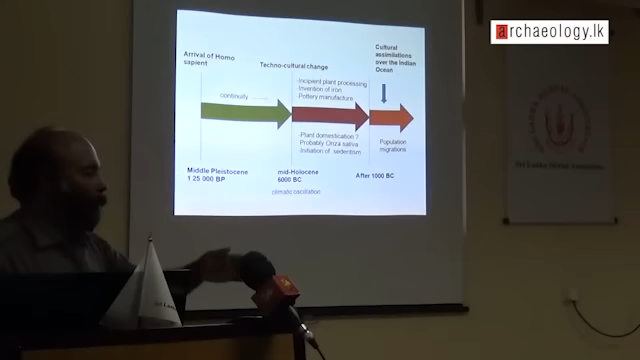 archaeology.lk
Arrival of Homo
sapient
Techno-cultural change
Cultural
assimilations
over the Indian
Ocean
continuity
-Incipient plant processing
-Invention of iron
-Pottery manufacture
-Plant domestication ?
Probably Oriza sativa
-Initiation of sedentism
Population
migrations
Middle Pleistocene
1 25 000 BP
mid-Holocene
6000 BC
After 1000 BC
climatic oscillation